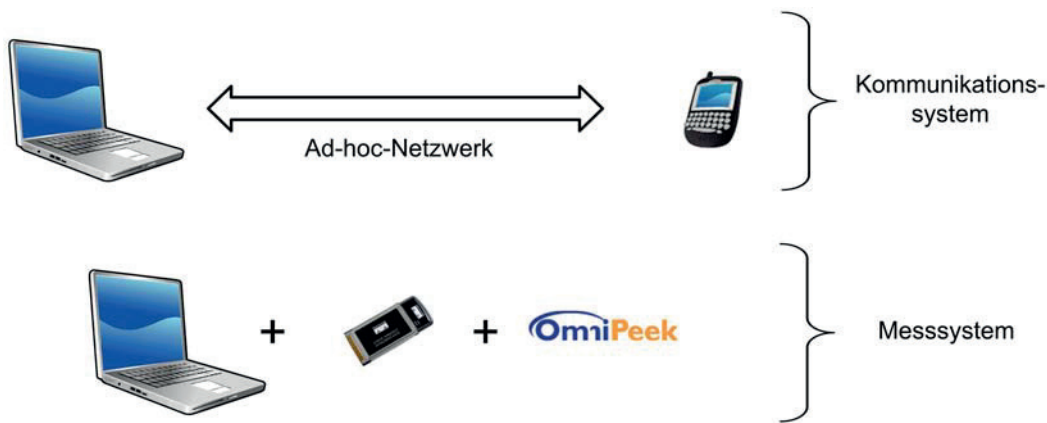 Ad-hoc-Netzwerk
Kommunikations-
system
+
+
OmniPeek
Messsystem